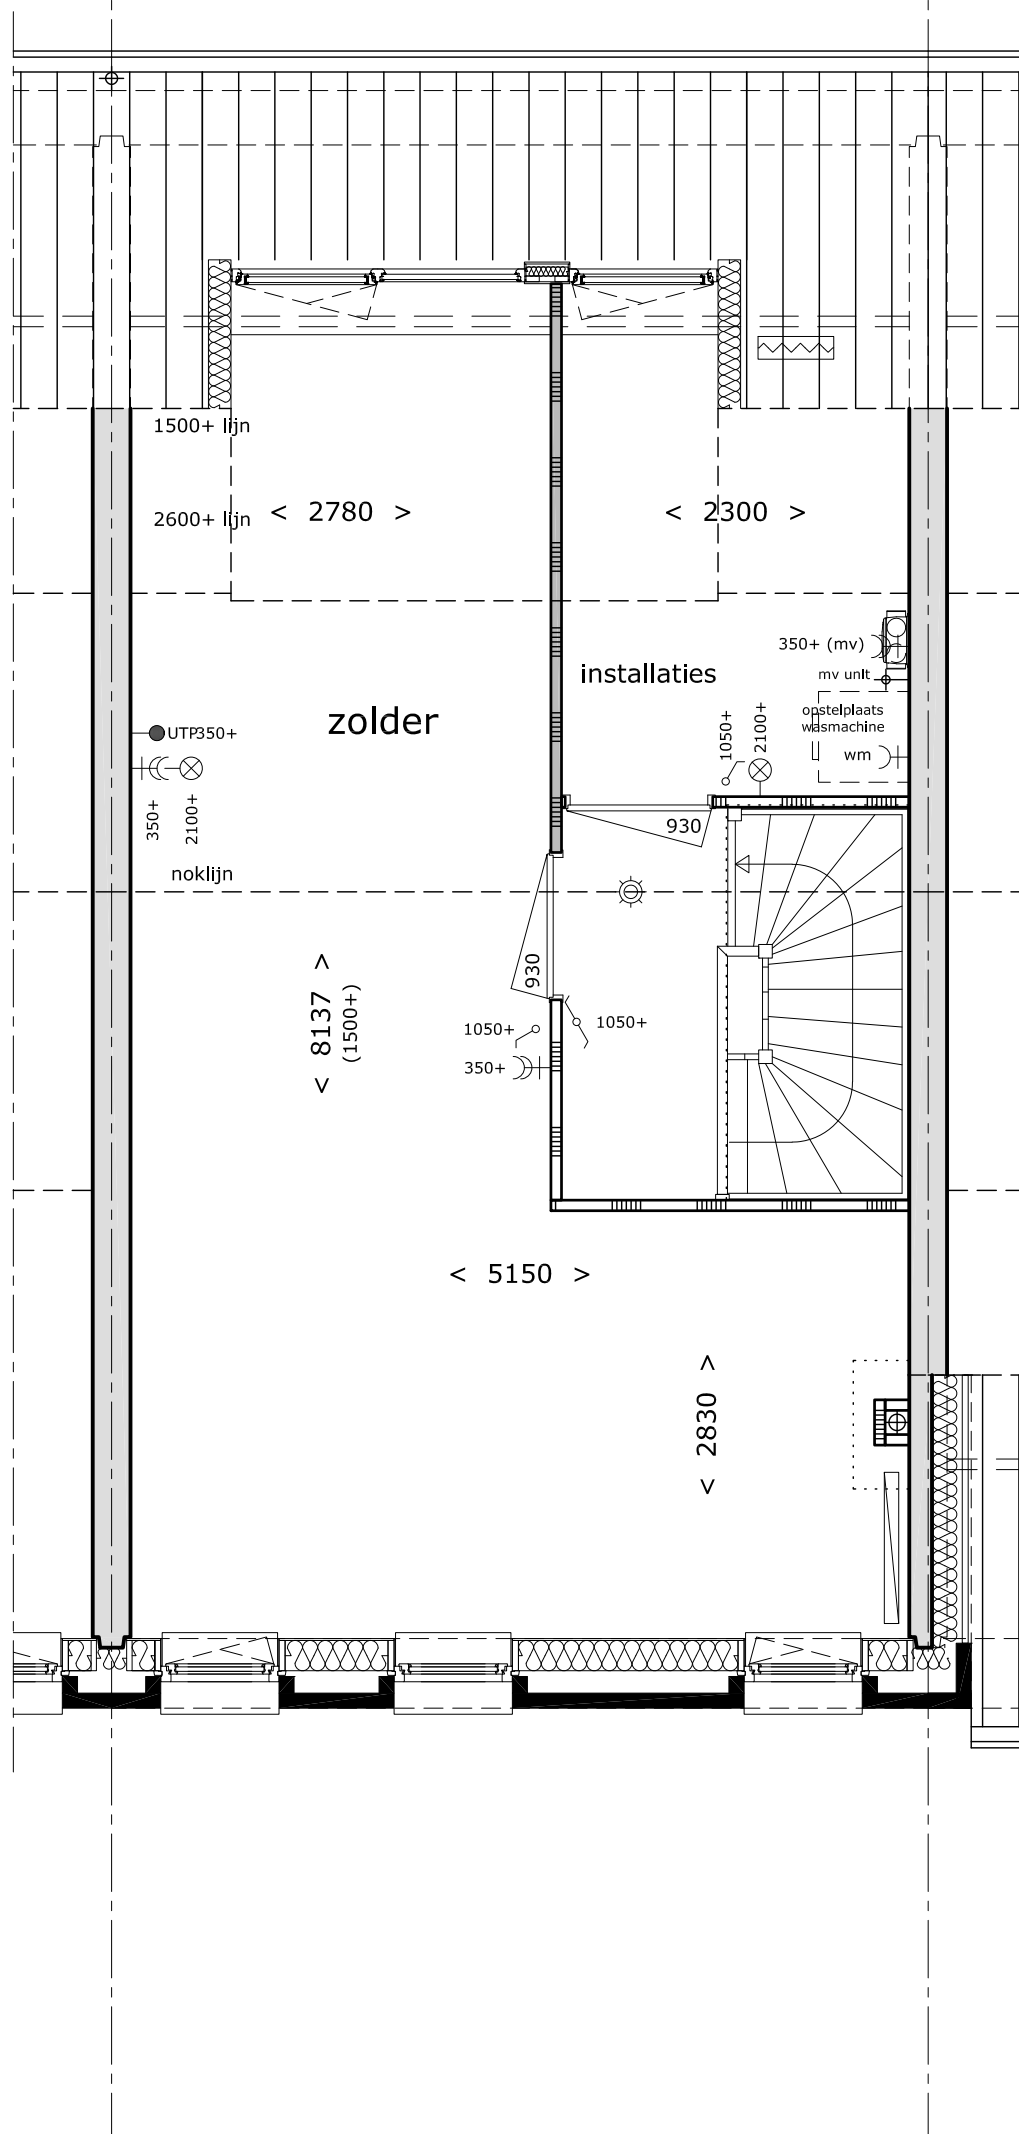 1500+ lijn
2600+ lijn
< 2780 >
< 2300 >
350+ (mv)
installaties
mv unit
opstelplaats
wasmachine
zolder
UTP350+
1050+
2100+
wm
350+
2100+
930
noklijn
930
< 8137 >
(1500+)
1050+
1050+
350+
< 5150 >
< 2830 >